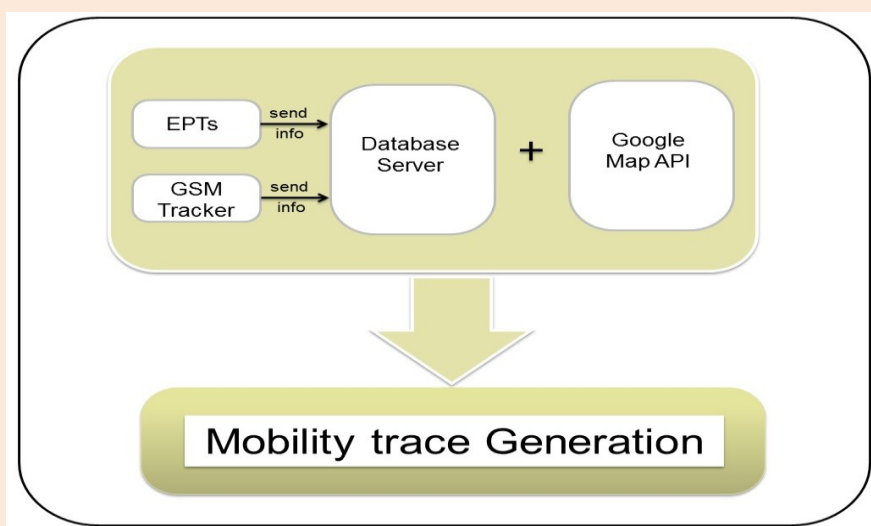 EPTs
send
info
GSM
Tracker
send
info
Database
Server
+
Google
Map API
Mobility trace Generation